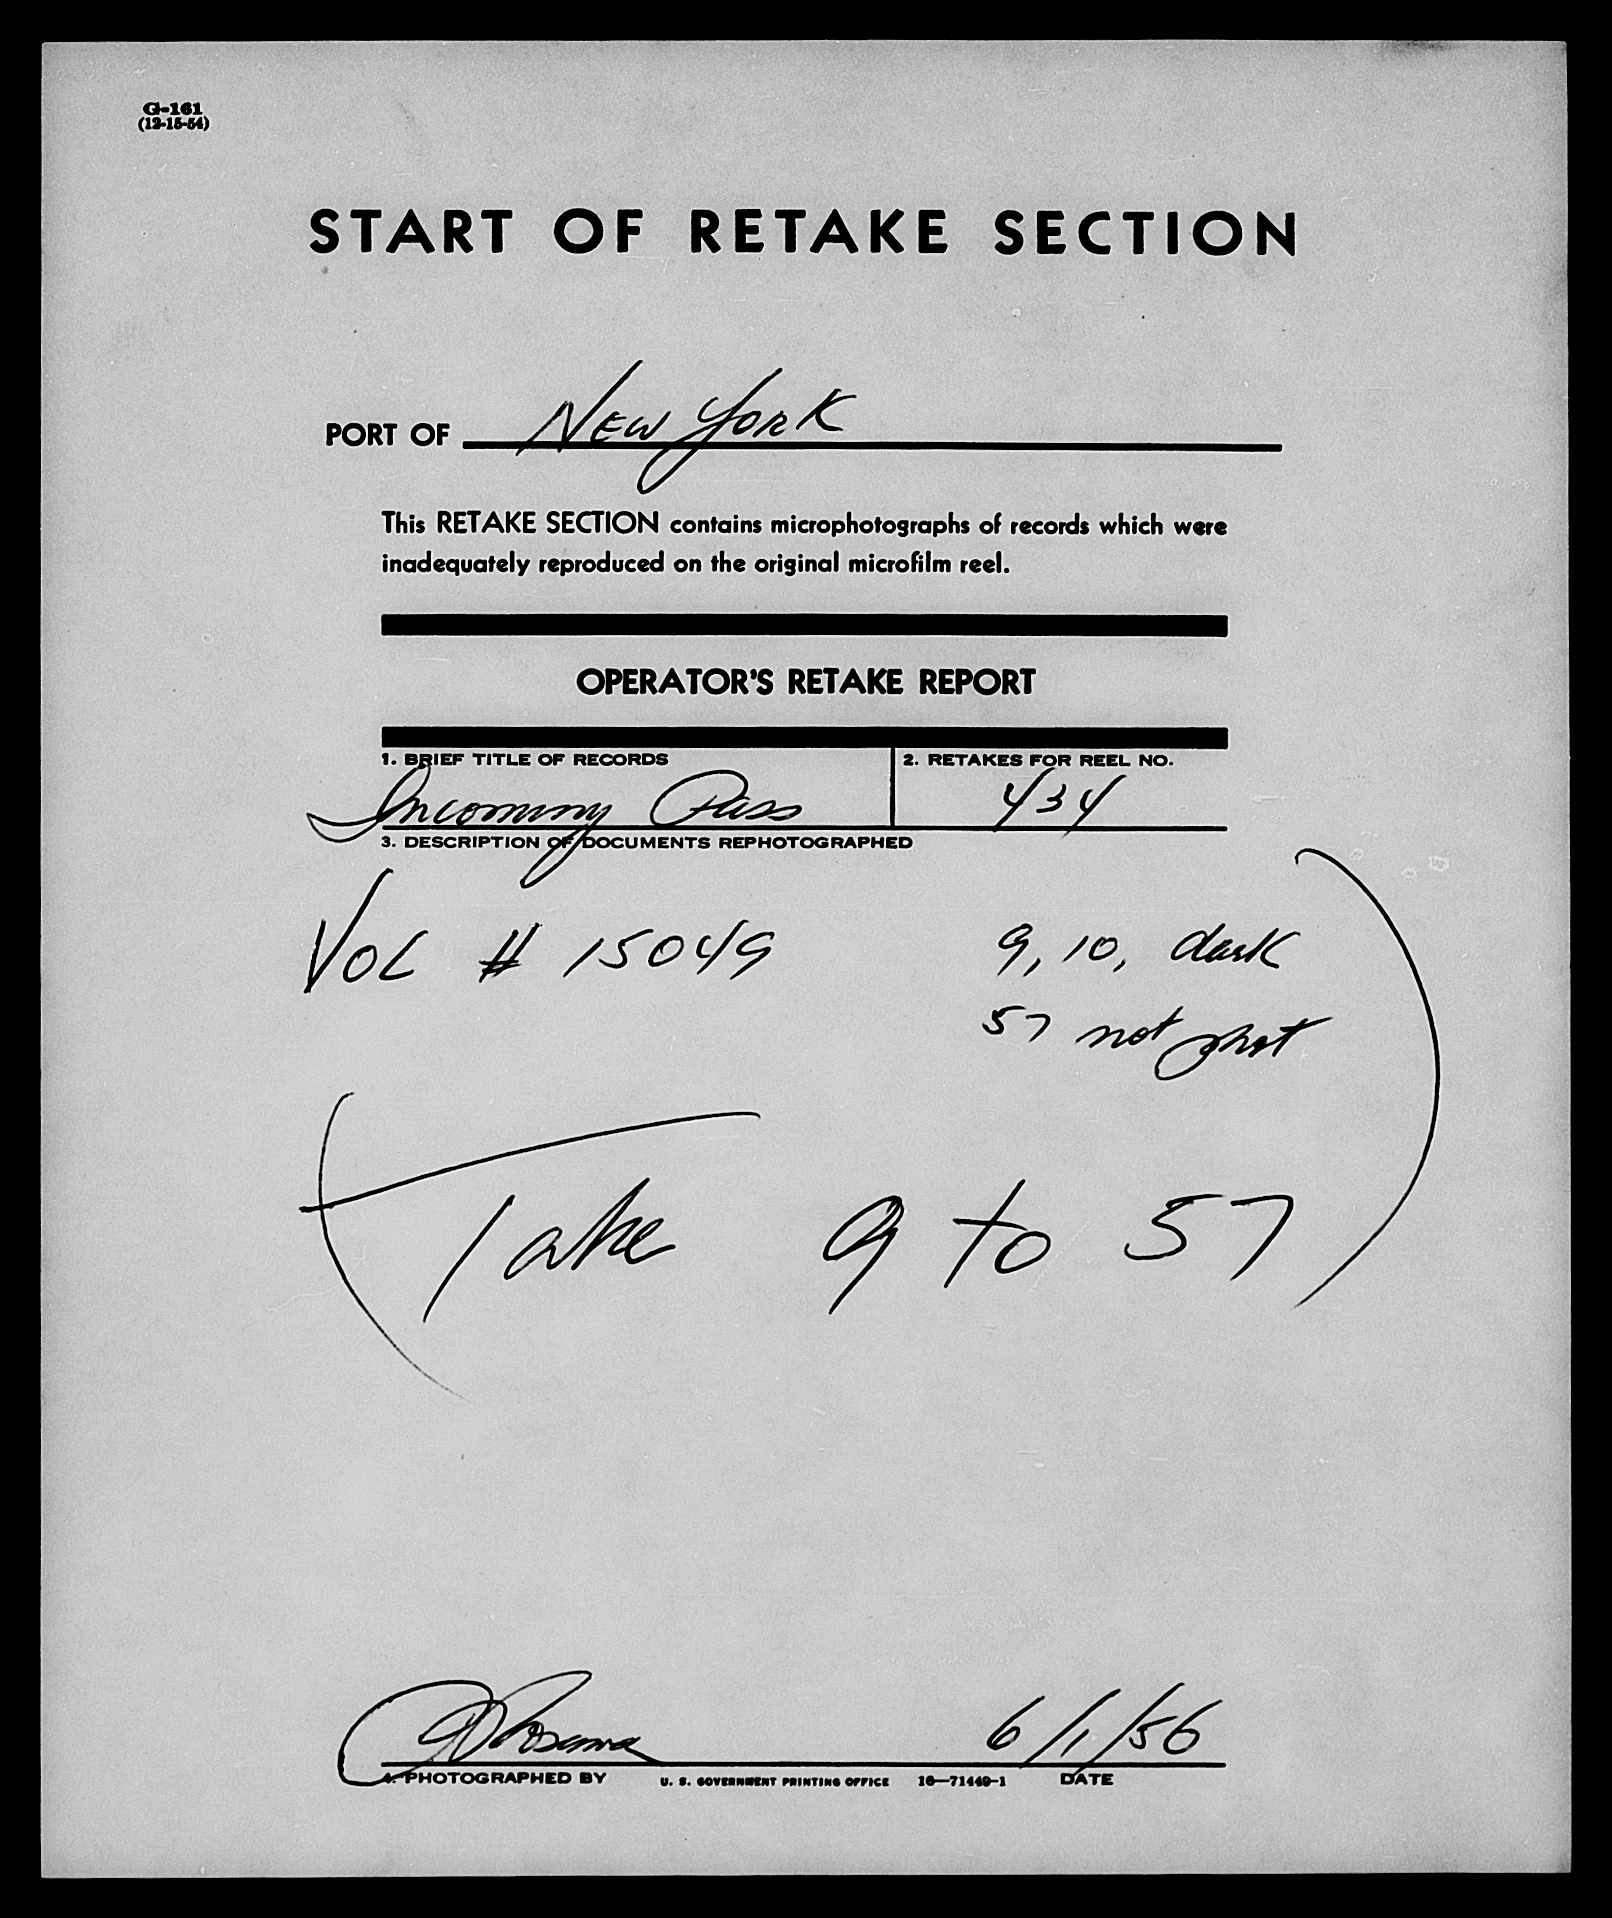 G-161
(12-15-54)
START OF RETAKE SECTION
PORT OF New York
This RETAKE SECTION contains microphotographs of records which were
inadequately reproduced on the original microfilm reel.
OPERATOR'S RETAKE REPORT
1. BRIEF TITLE OF RECORDS
Incoming Pass
2. RETAKES FOR REEL NO.
434
3. DESCRIPTION OF DOCUMENTS REPHOTOGRAPHED
Vol # 15049 9, 10, dark
57 not shot
(Take 9 to 57)
6/1/56
4. PHOTOGRAPHED BY U. S. GOVERNMENT PRINTING OFFICE 16—71449-1 DATE